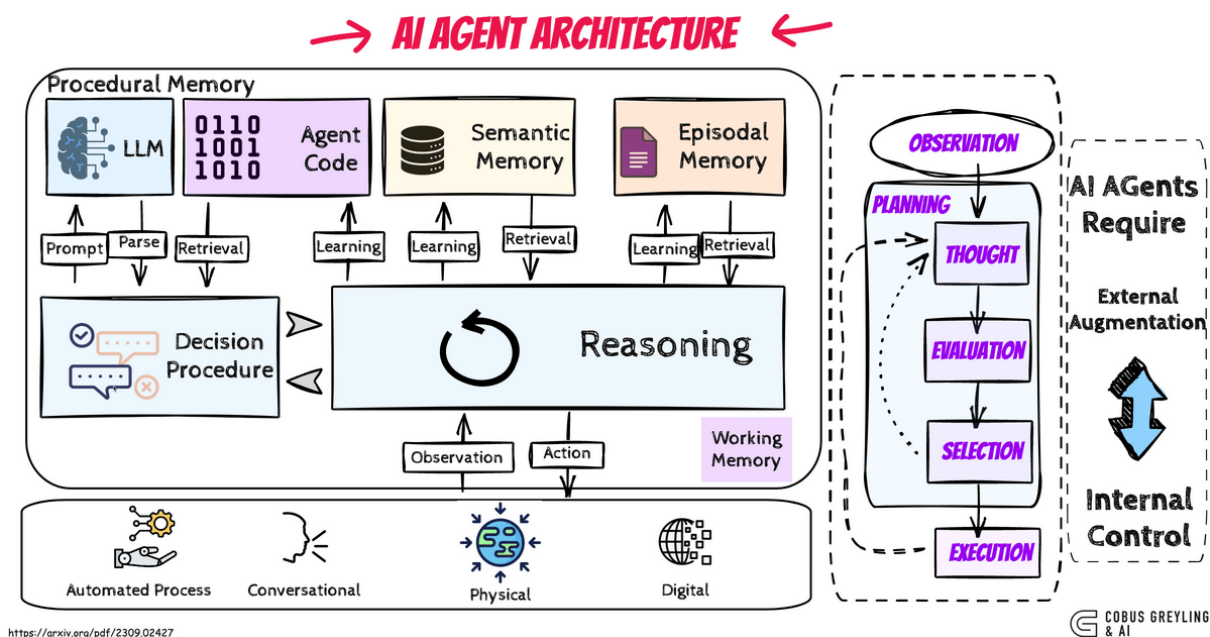 AI AGENT ARCHITECTURE
Procedural Memory
LLM
0110
1001
1010
Agent
Code
Semantic
Memory
Episodal
Memory
Prompt
Parse
Retrieval
Learning
Learning
Retrieval
Learning
Retrieval
Decision
Procedure
Reasoning
Observation
Action
Working
Memory
Automated Process
Conversational
Physical
Digital
OBSERVATION
PLANNING
THOUGHT
EVALUATION
SELECTION
EXECUTION
AI AGents
Require
External
Augmentation
Internal
Control
https://arxiv.org/pdf/2309.02427
COBUS GREYLING
& AI